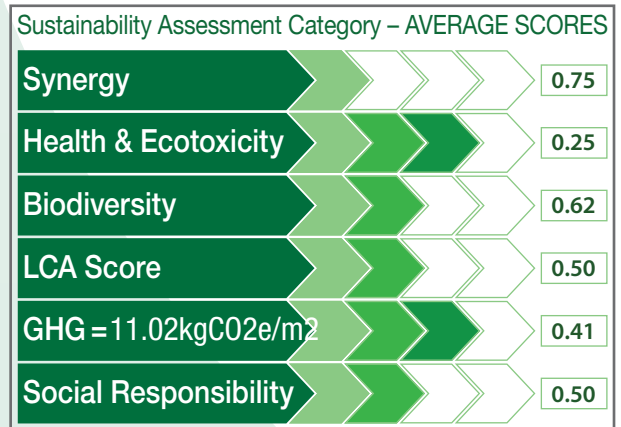 Sustainability Assessment Category – AVERAGE SCORES
Synergy 0.75
Health & Ecotoxicity 0.25
Biodiversity 0.62
LCA Score 0.50
GHG = 11.02kgCO2e/m2 0.41
Social Responsibility 0.50